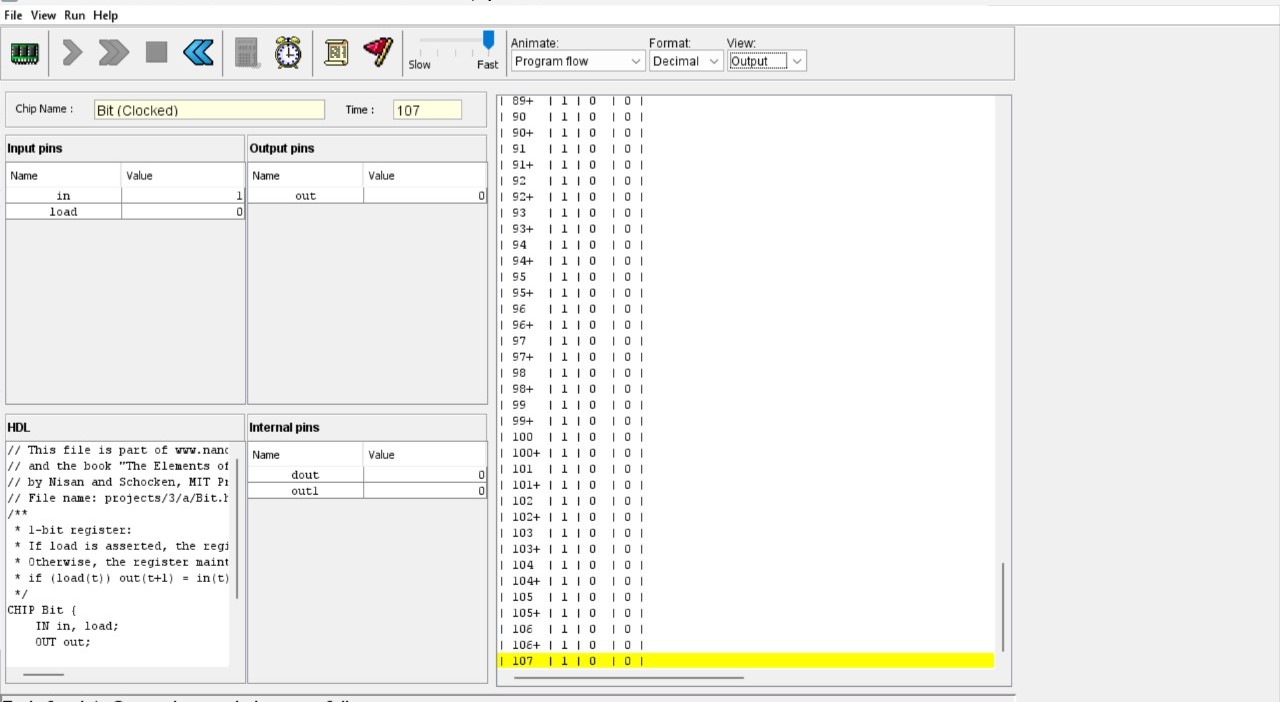 File View Run Help
Slow
Fast
Animate:
Program flow
Format:
Decimal
View:
Output
Chip Name :
Bit (Clocked)
Time :
107
Input pins
Name Value
in 1
load 0
Output pins
Name Value
out 0
HDL
// This file is part of www.nand
// and the book "The Elements of
// by Nisan and Schocken, MIT Pr
// File name: projects/3/a/Bit.h
/**
* 1-bit register:
* If load is asserted, the regi
* Otherwise, the register maint
* if (load(t)) out(t+1) = in(t)
*/
CHIP Bit {
IN in, load;
OUT out;
Internal pins
Name Value
dout 0
out1 0
| 89+ | 1 | 0 | 0 |
| 90 | 1 | 0 | 0 |
| 90+ | 1 | 0 | 0 |
| 91 | 1 | 0 | 0 |
| 91+ | 1 | 0 | 0 |
| 92 | 1 | 0 | 0 |
| 92+ | 1 | 0 | 0 |
| 93 | 1 | 0 | 0 |
| 93+ | 1 | 0 | 0 |
| 94 | 1 | 0 | 0 |
| 94+ | 1 | 0 | 0 |
| 95 | 1 | 0 | 0 |
| 95+ | 1 | 0 | 0 |
| 96 | 1 | 0 | 0 |
| 96+ | 1 | 0 | 0 |
| 97 | 1 | 0 | 0 |
| 97+ | 1 | 0 | 0 |
| 98 | 1 | 0 | 0 |
| 98+ | 1 | 0 | 0 |
| 99 | 1 | 0 | 0 |
| 99+ | 1 | 0 | 0 |
| 100 | 1 | 0 | 0 |
| 100+ | 1 | 0 | 0 |
| 101 | 1 | 0 | 0 |
| 101+ | 1 | 0 | 0 |
| 102 | 1 | 0 | 0 |
| 102+ | 1 | 0 | 0 |
| 103 | 1 | 0 | 0 |
| 103+ | 1 | 0 | 0 |
| 104 | 1 | 0 | 0 |
| 104+ | 1 | 0 | 0 |
| 105 | 1 | 0 | 0 |
| 105+ | 1 | 0 | 0 |
| 106 | 1 | 0 | 0 |
| 106+ | 1 | 0 | 0 |
| 107 | 1 | 0 | 0 |